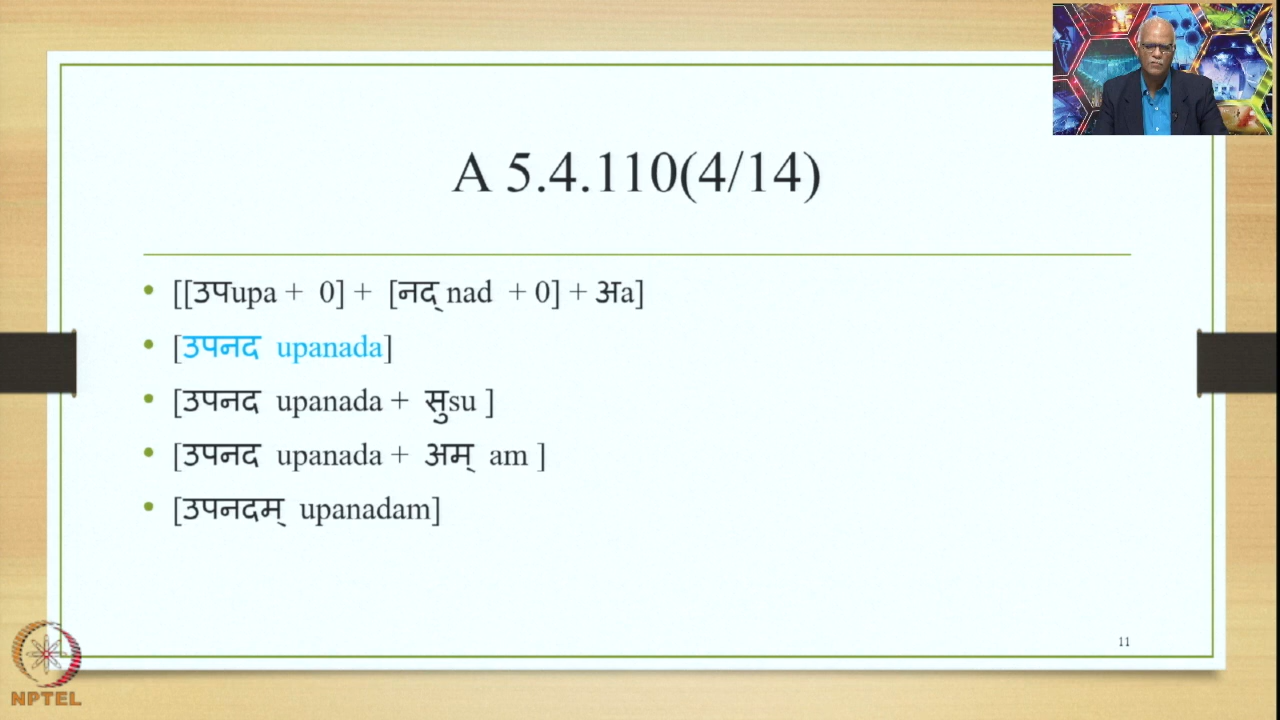 A 5.4.110(4/14)
• [[उपupa + 0] + [नद् nad + 0] + अa]
• [उपनद upanada]
• [उपनद upanada + सुsu ]
• [उपनद upanada + अम् am ]
• [उपनदम् upanadam]
11
NPTEL